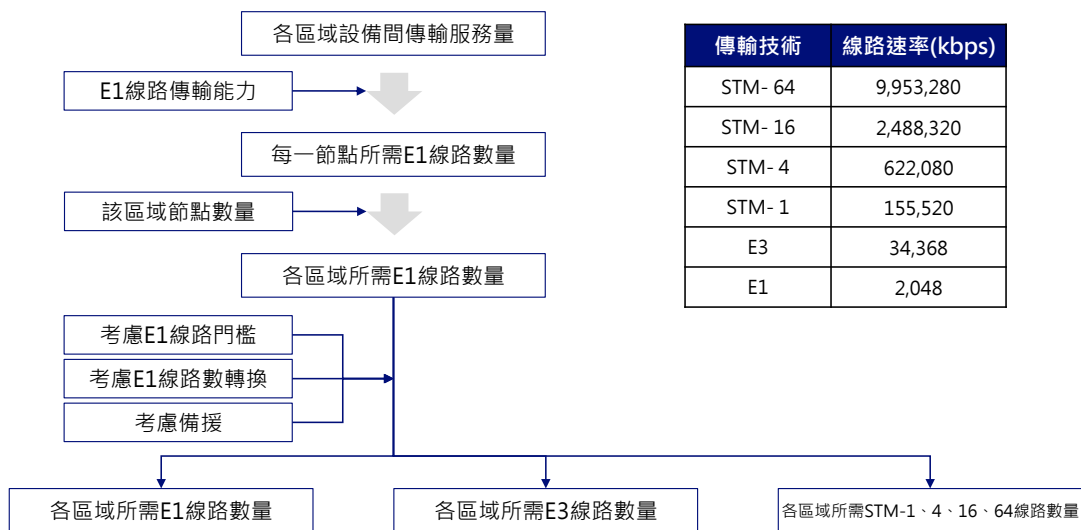 各區域設備間傳輸服務量
E1線路傳輸能力
每一節點所需E1線路數量
該區域節點數量
各區域所需E1線路數量
考慮E1線路門檻
考慮E1線路數轉換
考慮備援
各區域所需E1線路數量
各區域所需E3線路數量
各區域所需STM-1、4、16、64線路數量
傳輸技術 線路速率(kbps)
STM- 64 9,953,280
STM- 16 2,488,320
STM- 4 622,080
STM- 1 155,520
E3 34,368
E1 2,048